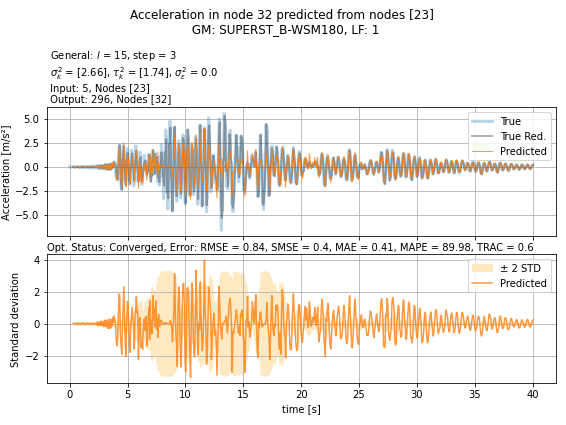 Acceleration in node 32 predicted from nodes [23]
GM: SUPERST_B-WSM180, LF: 1
General: l = 15, step = 3
σ²ₖ = [2.66], τ²ₖ = [1.74], σ²ₑ = 0.0
Input: 5, Nodes [23]
Output: 296, Nodes [32]
Acceleration [m/s²]
5.0
2.5
0.0
−2.5
−5.0
True
True Red.
Predicted
Opt. Status: Converged, Error: RMSE = 0.84, SMSE = 0.4, MAE = 0.41, MAPE = 89.98, TRAC = 0.6
Standard deviation
4
2
0
−2
± 2 STD
Predicted
0 5 10 15 20 25 30 35 40
time [s]